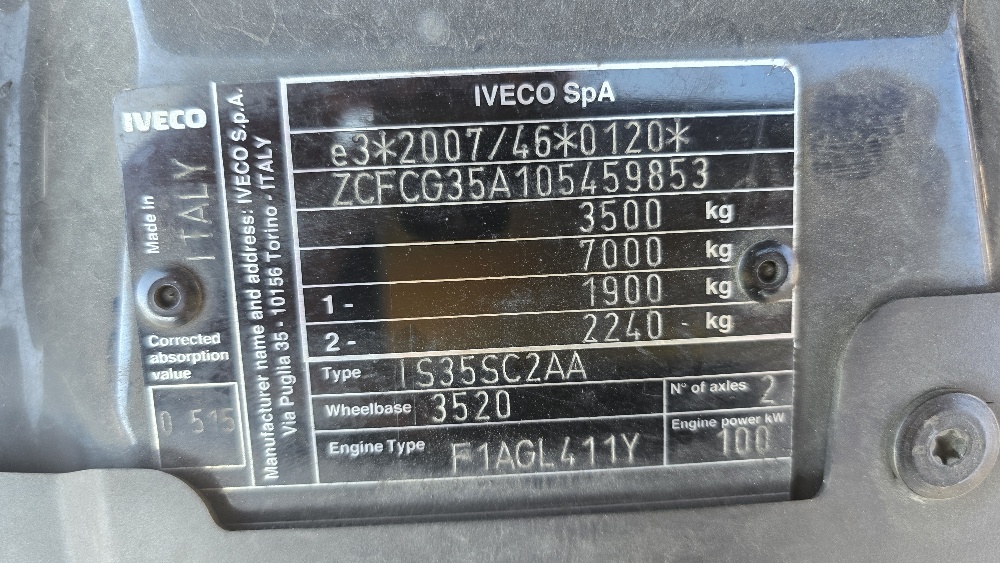 IVECO
Made in
ITALY
Corrected
absorption
value
0 515
Manufacturer name and address: IVECO S.p.A.
Via Puglia 35 - 10156 Torino - ITALY
IVECO SpA
e3*2007/46*0120*
ZCFCG35A105459853
3500 kg
7000 kg
1 - 1900 kg
2 - 2240 kg
Type IS35SC2AA
Wheelbase 3520
N° of axles 2
Engine Type F1AGL411Y
Engine power kW
100